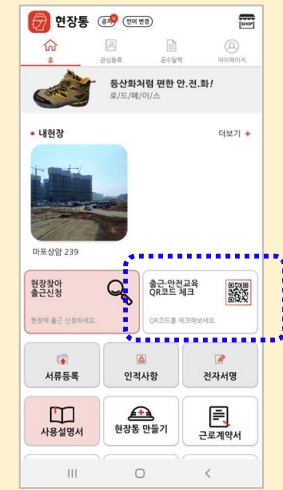 현장통 공지 언어 변경 SHOP
홈 관심동료 공수달력 마이페이지
등산화처럼 편한 안.전.화!
로/드/페/이/스
• 내현장 더보기 +
마포상암 239
현장찾아
출근신청
현장에 출근 신청하세요.
출근·안전교육
QR코드 체크
QR코드를 체크해보세요.
서류등록 인적사항 전자서명
사용설명서 현장통 만들기 근로계약서